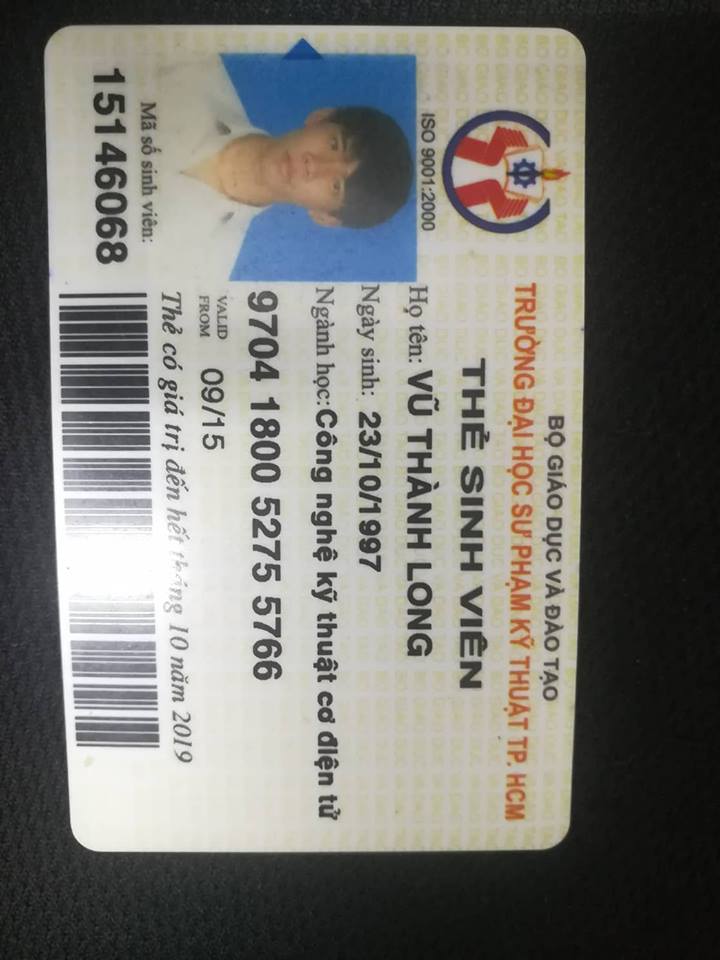 BỘ GIÁO DỤC VÀ ĐÀO TẠO
TRƯỜNG ĐẠI HỌC SƯ PHẠM KỸ THUẬT TP. HCM
THẺ SINH VIÊN
ISO 9001:2000
Họ tên: VŨ THÀNH LONG
Ngày sinh: 23/10/1997
Ngành học: Công nghệ kỹ thuật cơ điện tử
9704 1800 5275 5766
VALID FROM 09/15
Thẻ có giá trị đến hết tháng 10 năm 2019
Mã số sinh viên:
15146068